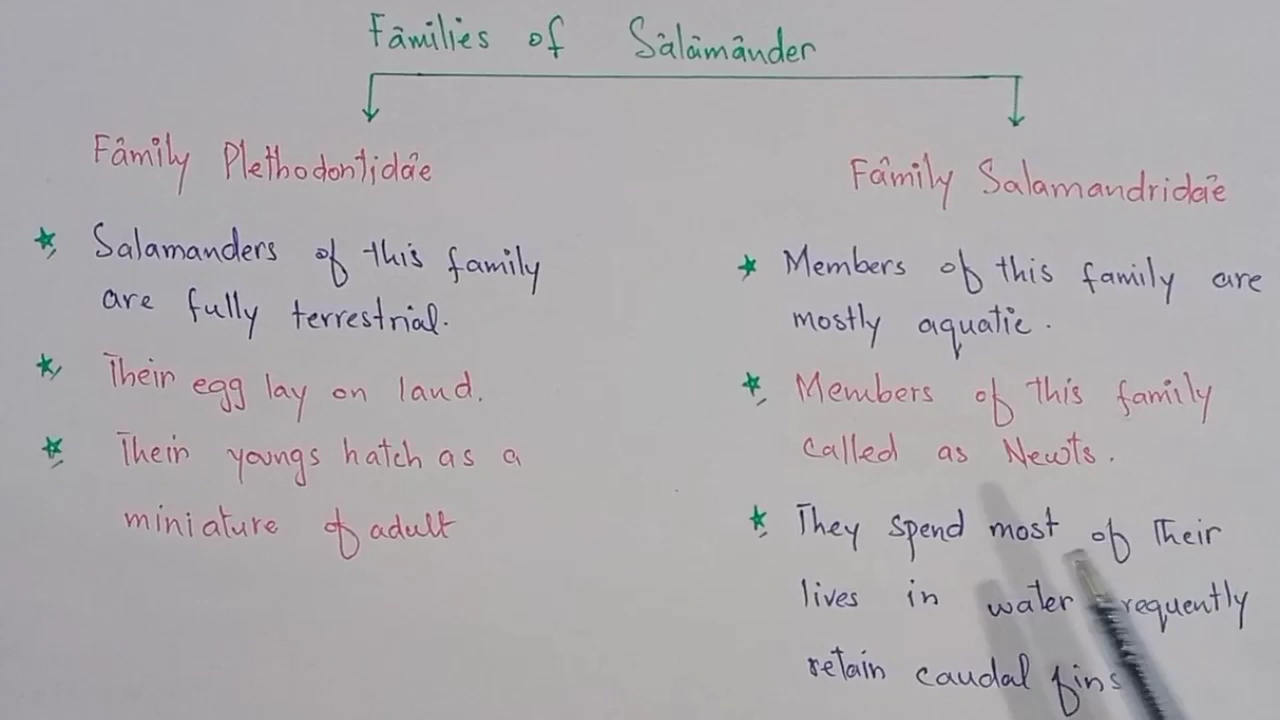 Families of Salamander
Family Plethodontidae
Salamanders of this family
are fully terrestrial.
Their egg lay on land.
Their youngs hatch as a
miniature of adult
Family Salamandridae
Members of this family are
mostly aquatic.
Members of this family
called as Newts.
They spend most of Their
lives in water requently
retain caudal fins